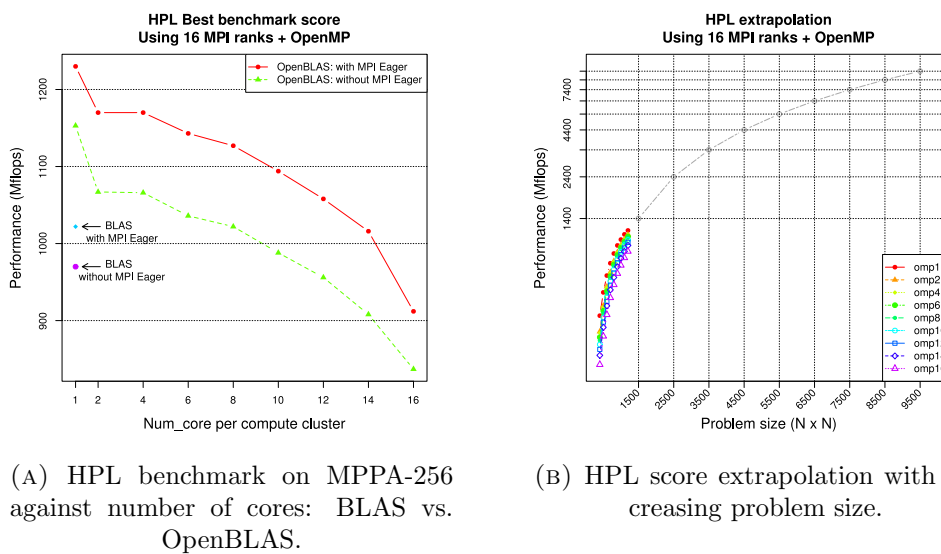 HPL Best benchmark score
Using 16 MPI ranks + OpenMP
OpenBLAS: with MPI Eager
OpenBLAS: without MPI Eager
Performance (Mflops)
1200
1100
1000
900
BLAS
with MPI Eager
BLAS
without MPI Eager
1 2 4 6 8 10 12 14 16
Num_core per compute cluster
(A) HPL benchmark on MPPA-256
against number of cores: BLAS vs.
OpenBLAS.
HPL extrapolation
Using 16 MPI ranks + OpenMP
Performance (Mflops)
7400
4400
2400
1400
omp1
omp2
omp4
omp6
omp8
omp1
omp1
omp1
omp1
1500 2500 3500 4500 5500 6500 7500 8500 9500
Problem size (N x N)
(B) HPL score extrapolation with
creasing problem size.